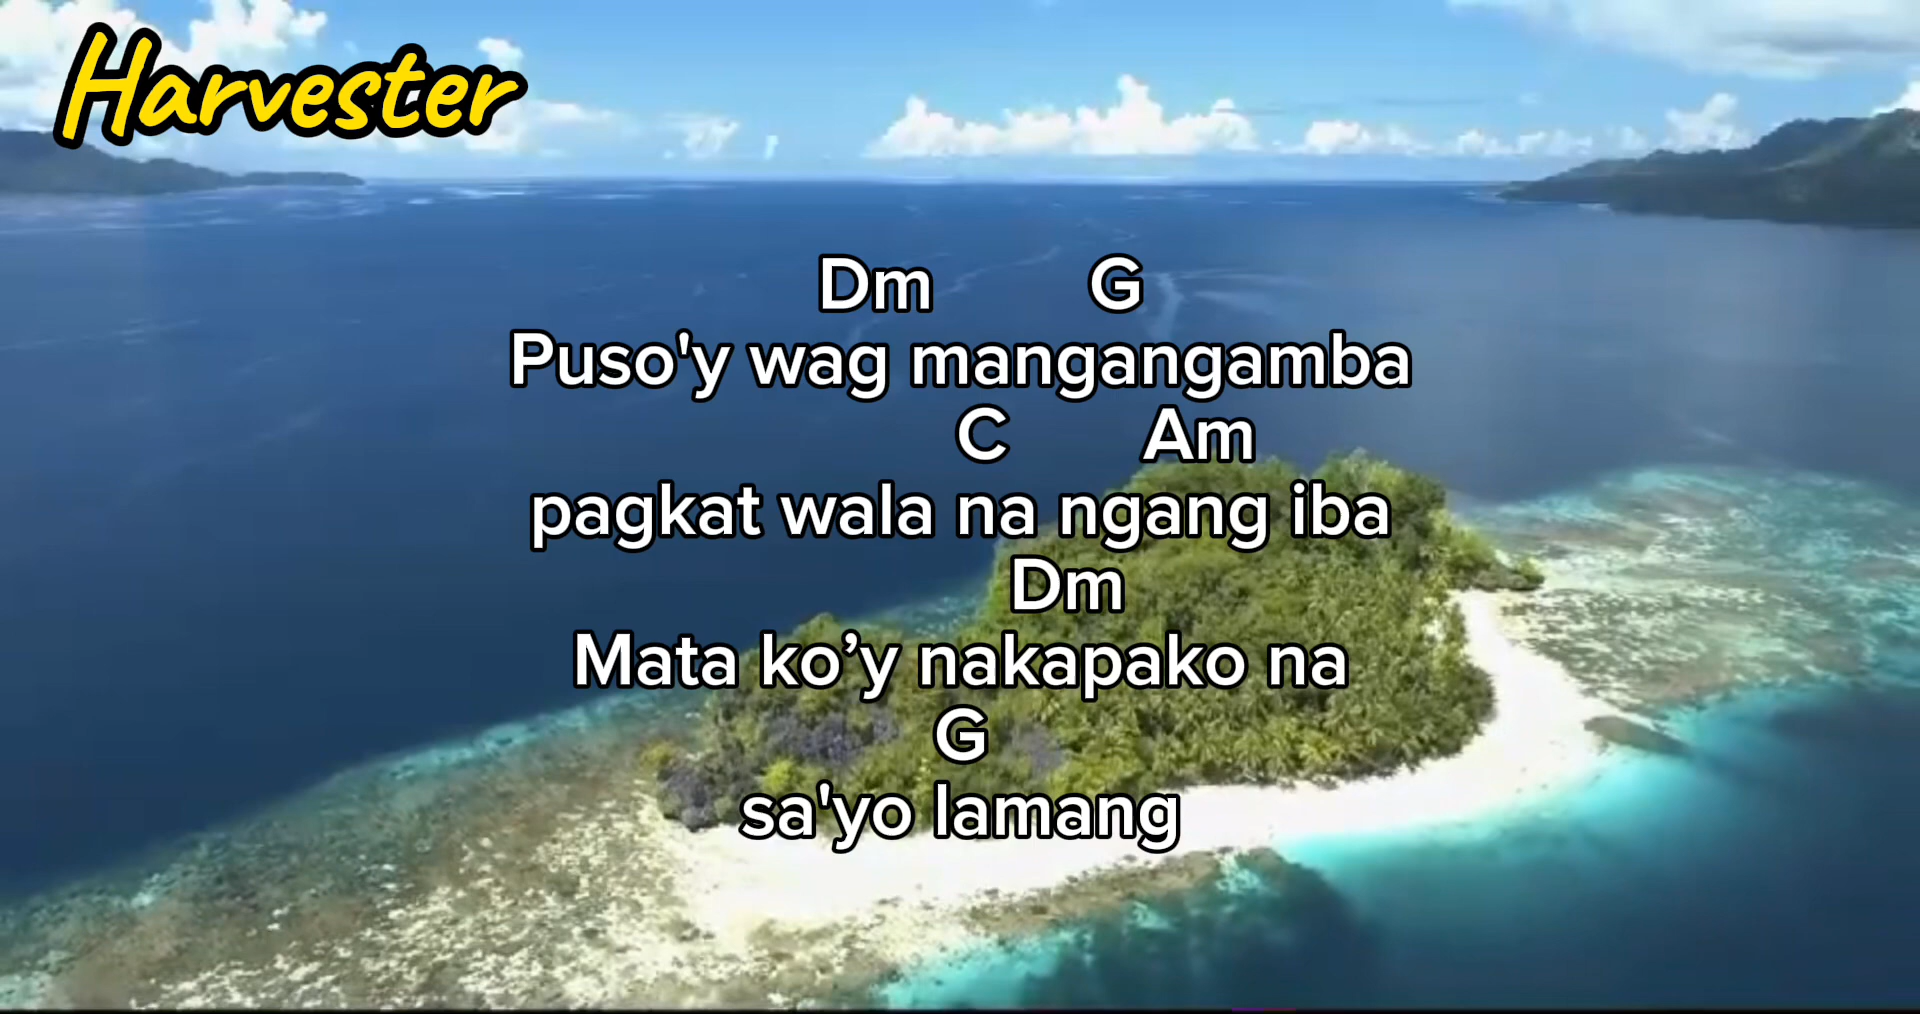 Harvester
Dm G
Puso'y wag mangangamba
C Am
pagkat wala na ngang iba
Dm
Mata ko’y nakapako na
G
sa'yo lamang